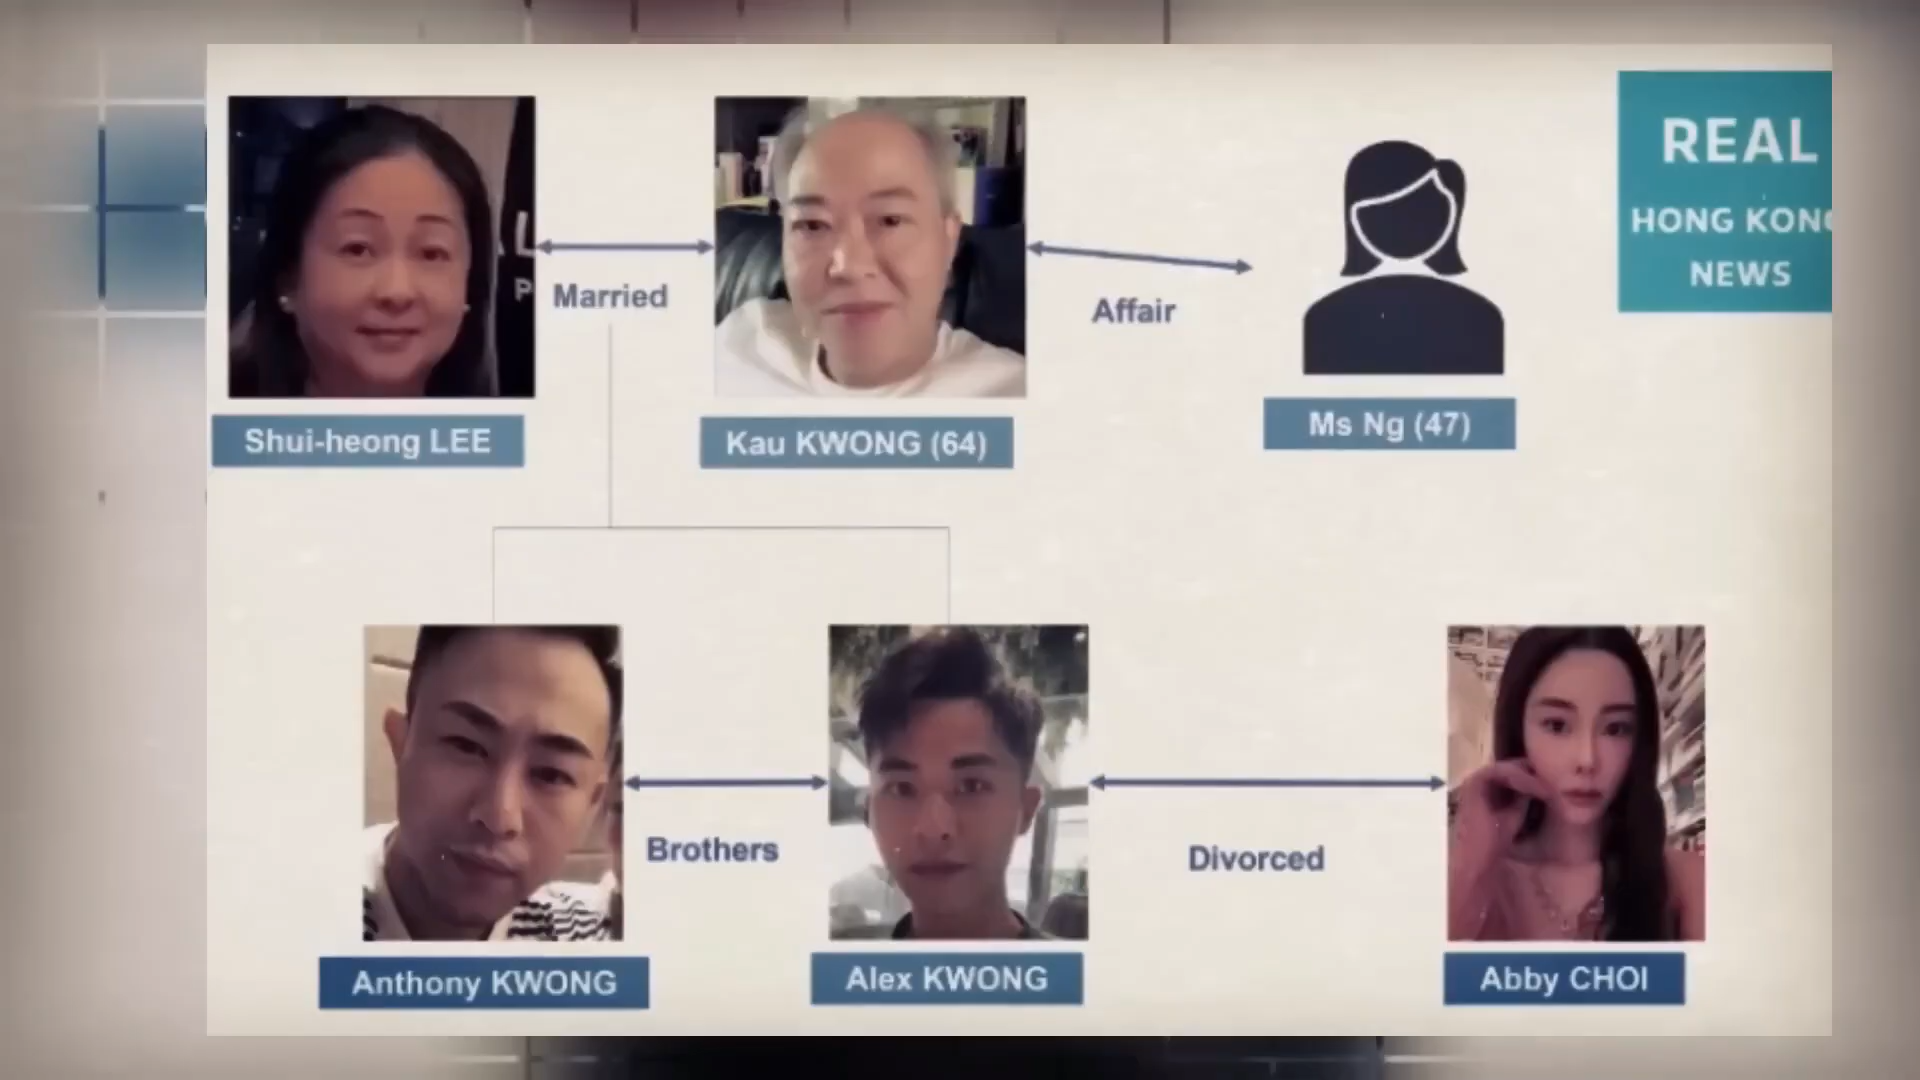 REAL
HONG KONG
NEWS
Married
Affair
Shui-heong LEE
Kau KWONG (64)
Ms Ng (47)
Brothers
Divorced
Anthony KWONG
Alex KWONG
Abby CHOI